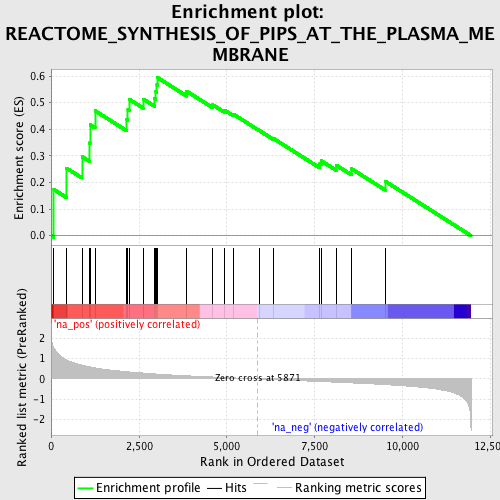 Enrichment plot:
REACTOME_SYNTHESIS_OF_PIPS_AT_THE_PLASMA_ME
MBRANE
Enrichment score (ES)
0.6
0.5
0.4
0.3
0.2
0.1
0.0
'na_pos' (positively correlated)
Ranked list metric (PreRanked)
2
1
0
-1
-2
Zero cross at 5871
'na_neg' (negatively correlated)
0
2,500
5,000
7,500
10,000
12,50
Rank in Ordered Dataset
Enrichment profile
Hits
Ranking metric scores